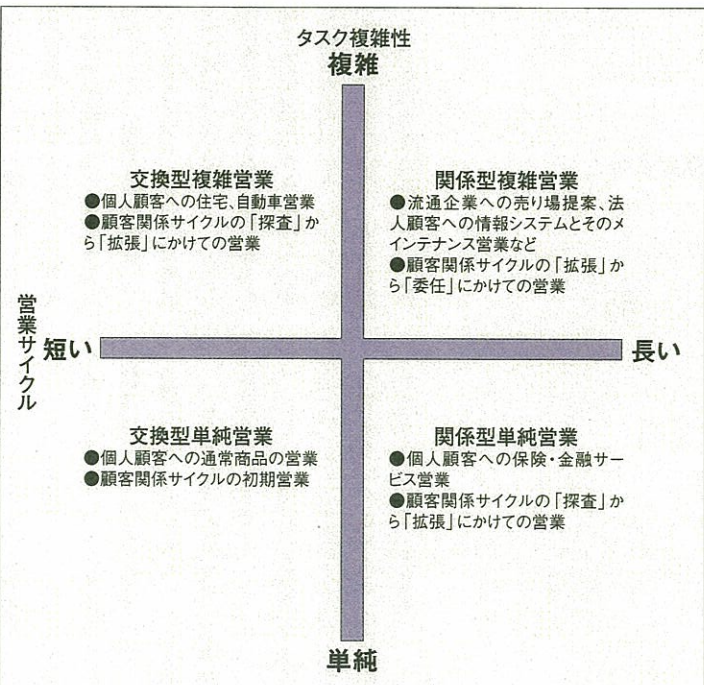 タスク複雑性
複雑
交換型複雑営業
●個人顧客への住宅、自動車営業
●顧客関係サイクルの「探査」か
ら「拡張」にかけての営業
関係型複雑営業
●流通企業への売り場提案、法
人顧客への情報システムとそのメ
インテナンス営業など
●顧客関係サイクルの「拡張」か
ら「委任」にかけての営業
営業サイクル
短い
長い
交換型単純営業
●個人顧客への通常商品の営業
●顧客関係サイクルの初期営業
関係型単純営業
●個人顧客への保険・金融サー
ビス営業
●顧客関係サイクルの「探査」か
ら「拡張」にかけての営業
単純